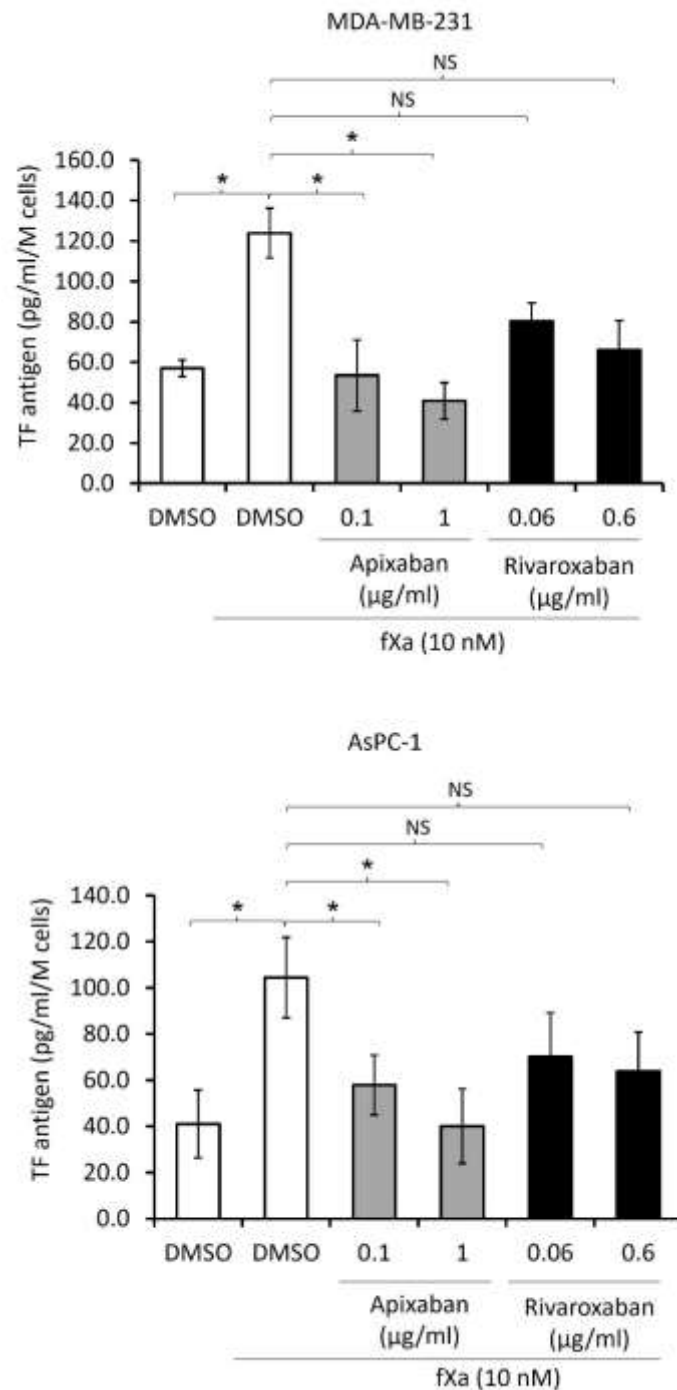 MDA-MB-231
NS
NS
*
* *
TF antigen (pg/ml/M cells)
160.0
140.0
120.0
100.0
80.0
60.0
40.0
20.0
0.0
DMSO DMSO 0.1 1 0.06 0.6
Apixaban Rivaroxaban
(µg/ml) (µg/ml)
fXa (10 nM)
AsPC-1
NS
NS
*
* *
TF antigen (pg/ml/M cells)
140.0
120.0
100.0
80.0
60.0
40.0
20.0
0.0
DMSO DMSO 0.1 1 0.06 0.6
Apixaban Rivaroxaban
(µg/ml) (µg/ml)
fXa (10 nM)